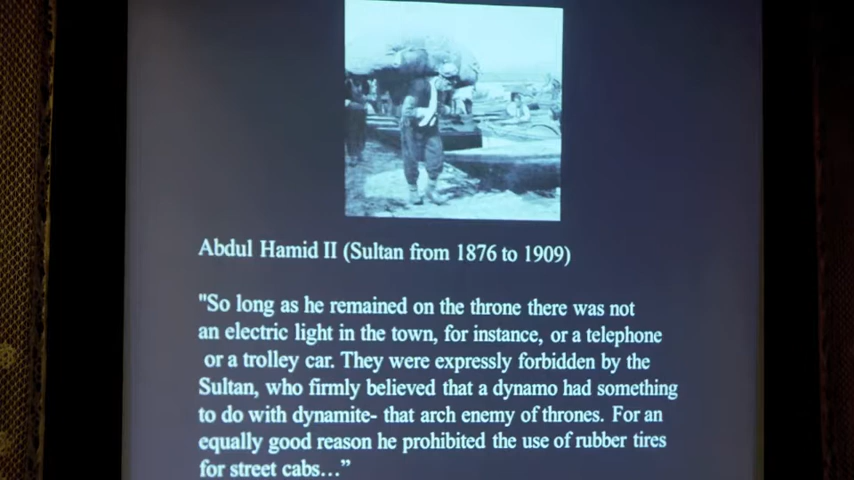 Abdul Hamid II (Sultan from 1876 to 1909)
"So long as he remained on the throne there was not
an electric light in the town, for instance, or a telephone
or a trolley car. They were expressly forbidden by the
Sultan, who firmly believed that a dynamo had something
to do with dynamite- that arch enemy of thrones. For an
equally good reason he prohibited the use of rubber tires
for street cabs…”